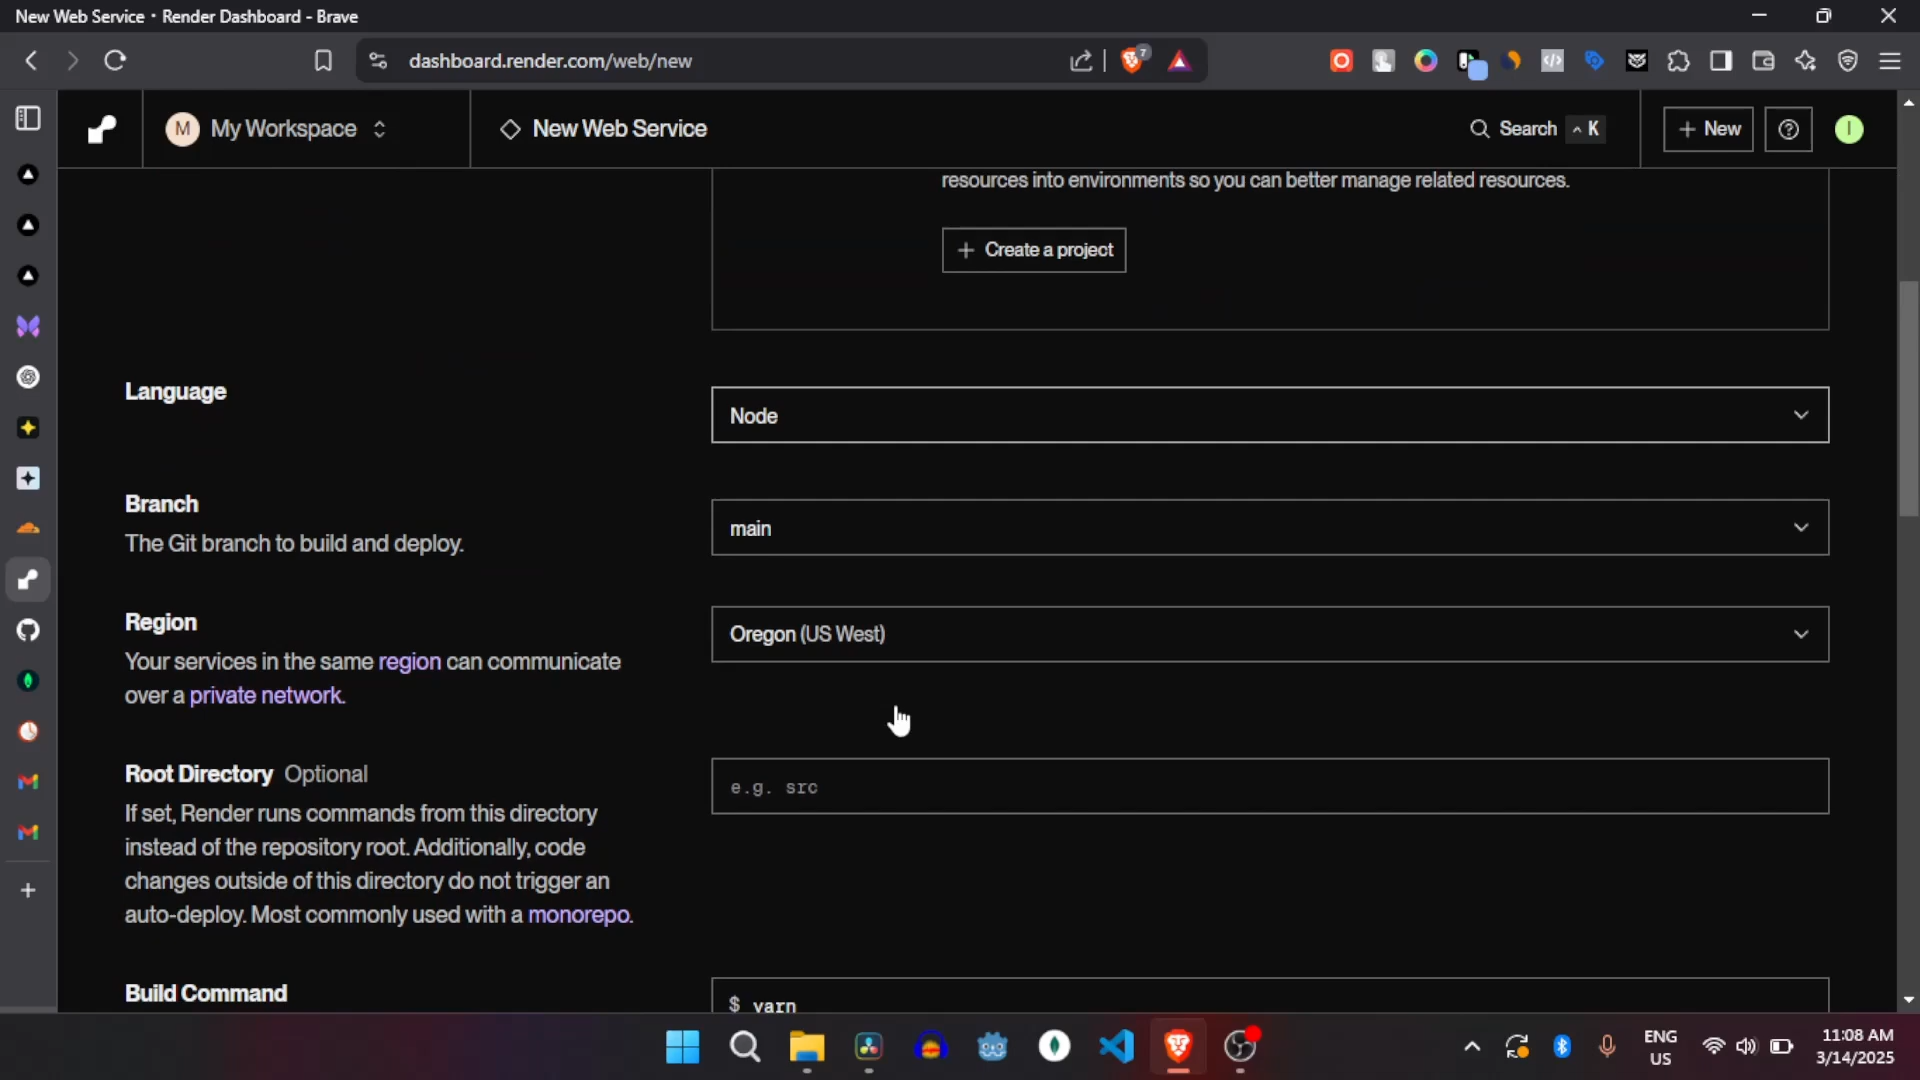 New Web Service · Render Dashboard - Brave
dashboard.render.com/web/new
7
M My Workspace
New Web Service
Search ^ K
+ New
I
resources into environments so you can better manage related resources.
+ Create a project
Language
Node
Branch
The Git branch to build and deploy.
main
Region
Your services in the same region can communicate
over a private network.
Oregon (US West)
Root Directory Optional
If set, Render runs commands from this directory
instead of the repository root. Additionally, code
changes outside of this directory do not trigger an
auto-deploy. Most commonly used with a monorepo.
e.g. src
Build Command
$ yarn
ENG
US
11:08 AM
3/14/2025